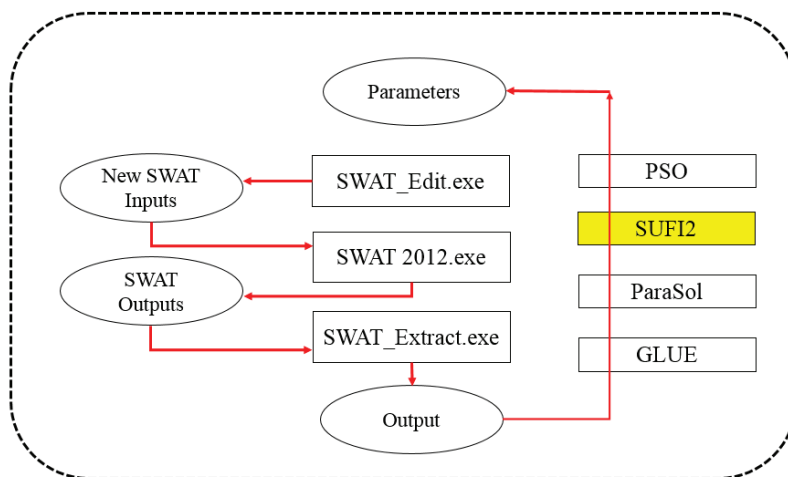 Parameters
New SWAT
Inputs
SWAT_Edit.exe
PSO
SUFI2
SWAT 2012.exe
SWAT
Outputs
ParaSol
SWAT_Extract.exe
GLUE
Output